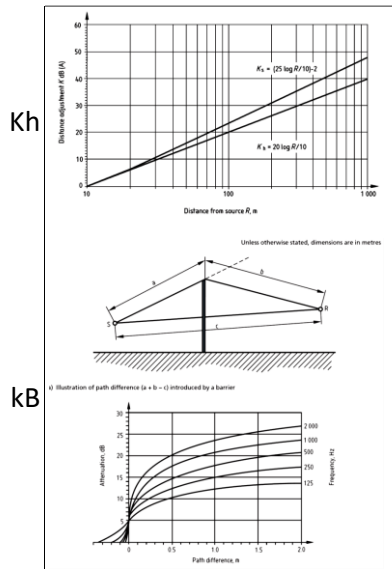 Kh
60
50
40
30
20
10
0
Distance adjustment K dB (A)
Ks = (25 log R/10)-2
Kh = 20 log R/10
10
100
1 000
Distance from source R, m
Unless otherwise stated, dimensions are in metres
a
b
S
R
c
a) Illustration of path difference (a + b − c) introduced by a barrier
kB
30
25
20
15
10
5
Attenuation, dB
2 000
1 000
500
250
125
Frequency, Hz
0
0.5
1.0
1.5
2.0
Path difference, m